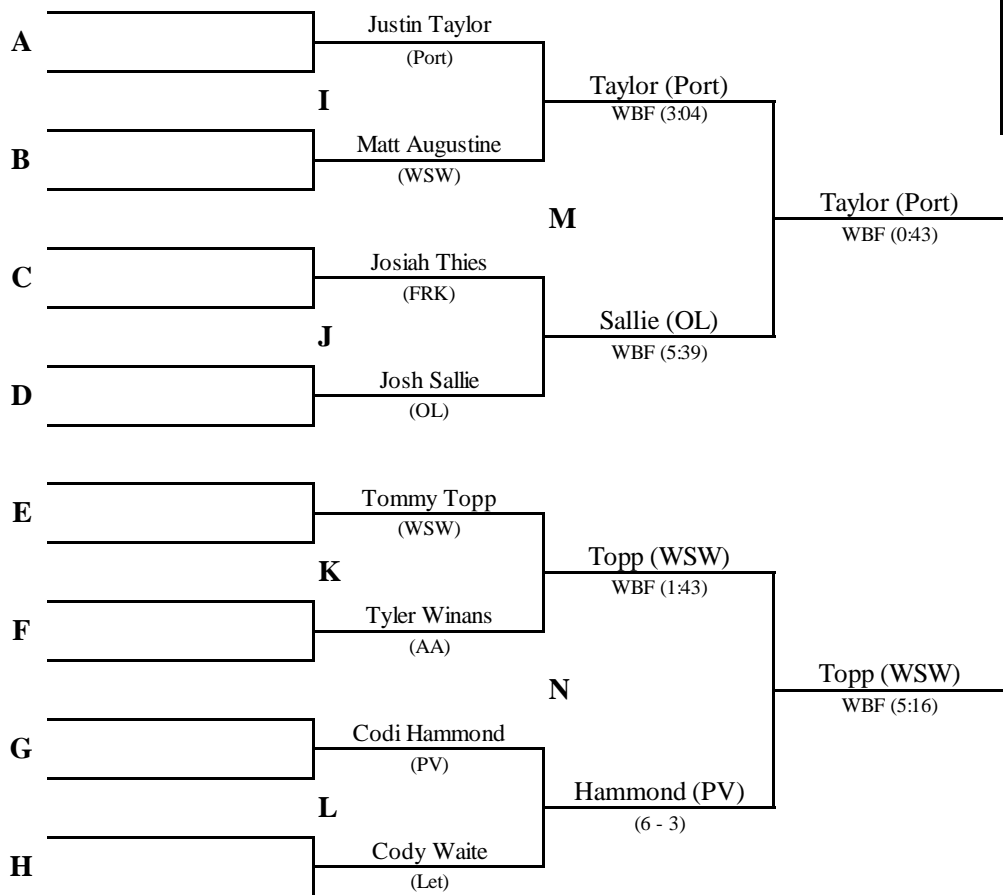 A
Justin Taylor
(Port)
I
Taylor (Port)
WBF (3:04)
B
Matt Augustine
(WSW)
M
Taylor (Port)
WBF (0:43)
C
Josiah Thies
(FRK)
J
Sallie (OL)
WBF (5:39)
D
Josh Sallie
(OL)
E
Tommy Topp
(WSW)
K
Topp (WSW)
WBF (1:43)
F
Tyler Winans
(AA)
N
Topp (WSW)
WBF (5:16)
G
Codi Hammond
(PV)
L
Hammond (PV)
(6 - 3)
H
Cody Waite
(Let)